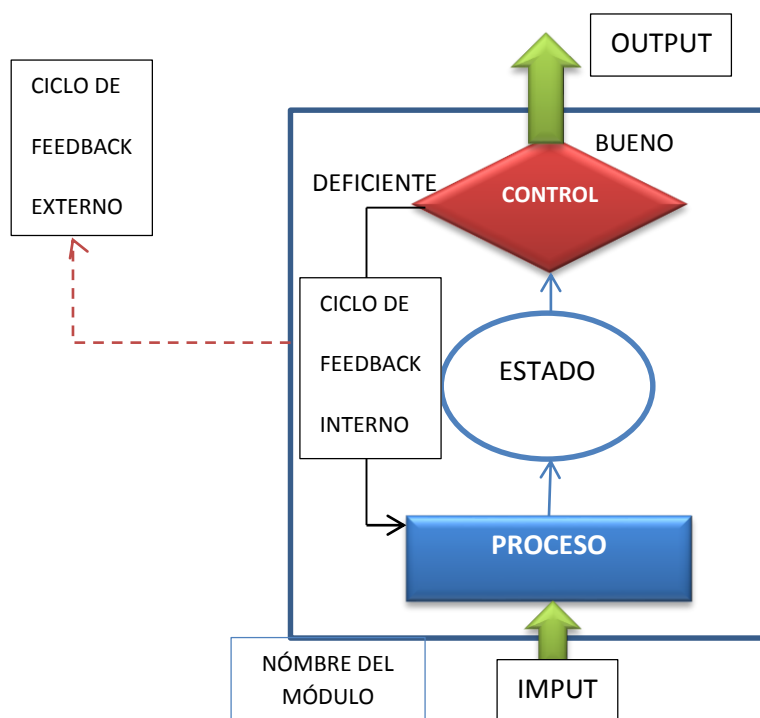 OUTPUT
CICLO DE
FEEDBACK
EXTERNO
BUENO
DEFICIENTE
CONTROL
CICLO DE
FEEDBACK
INTERNO
ESTADO
PROCESO
NÓMBRE DEL
MÓDULO
IMPUT